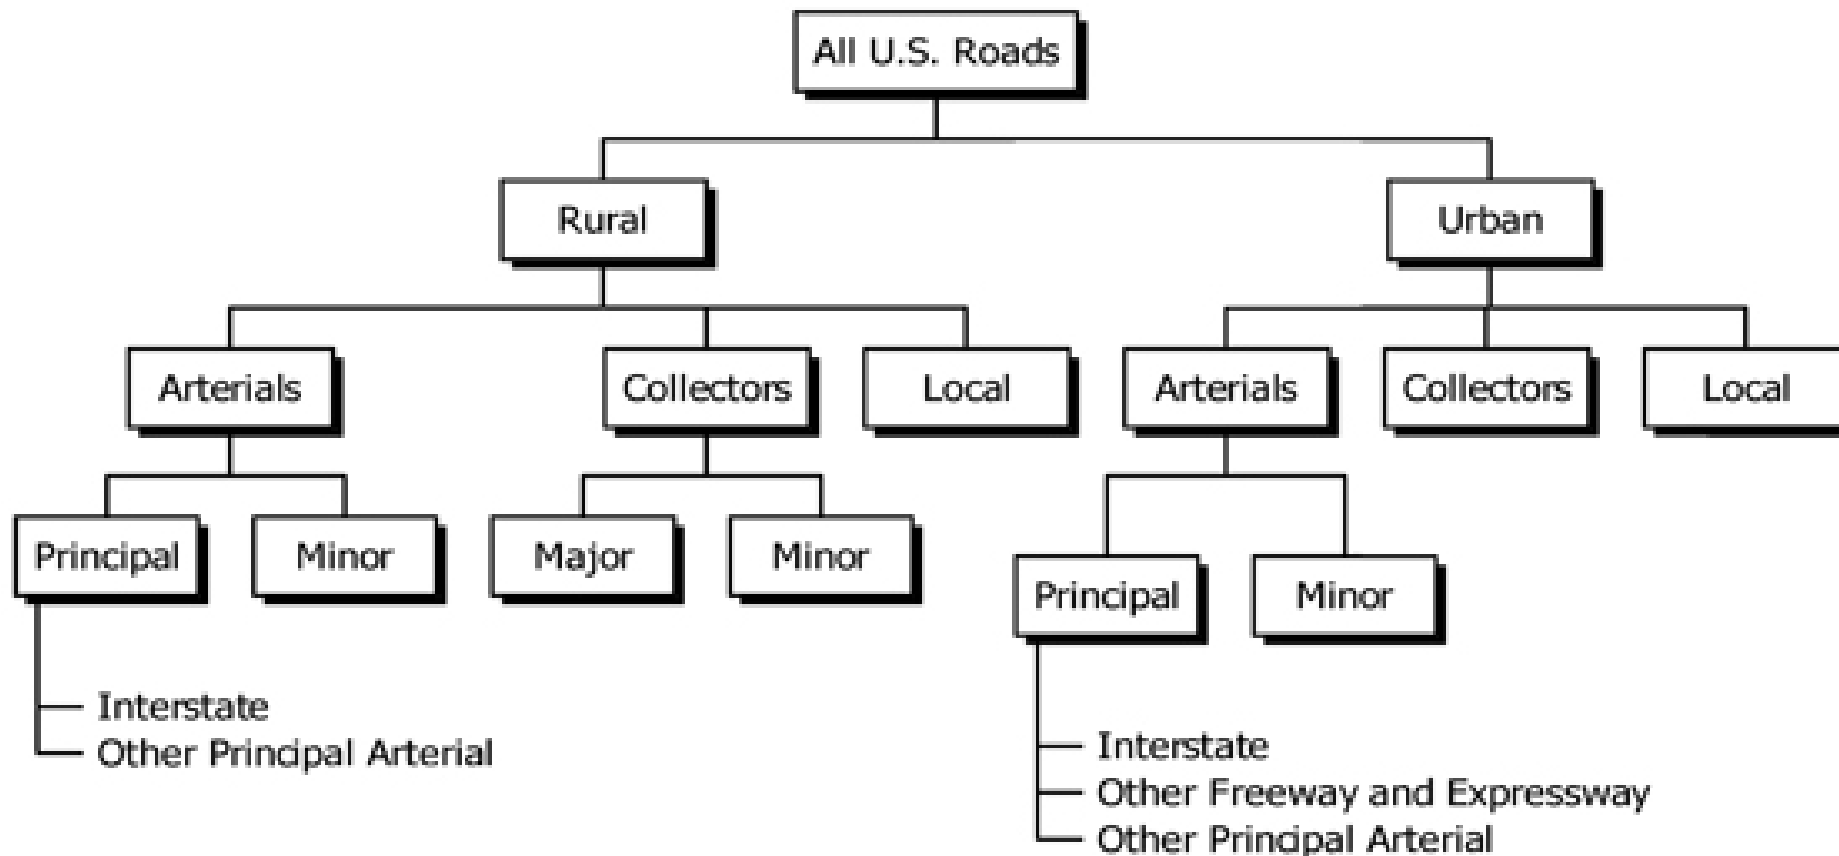 All U.S. Roads
Rural
Urban
Arterials
Collectors
Local
Arterials
Collectors
Local
Principal
Minor
Major
Minor
Principal
Minor
Interstate
Other Principal Arterial
Interstate
Other Freeway and Expressway
Other Principal Arterial